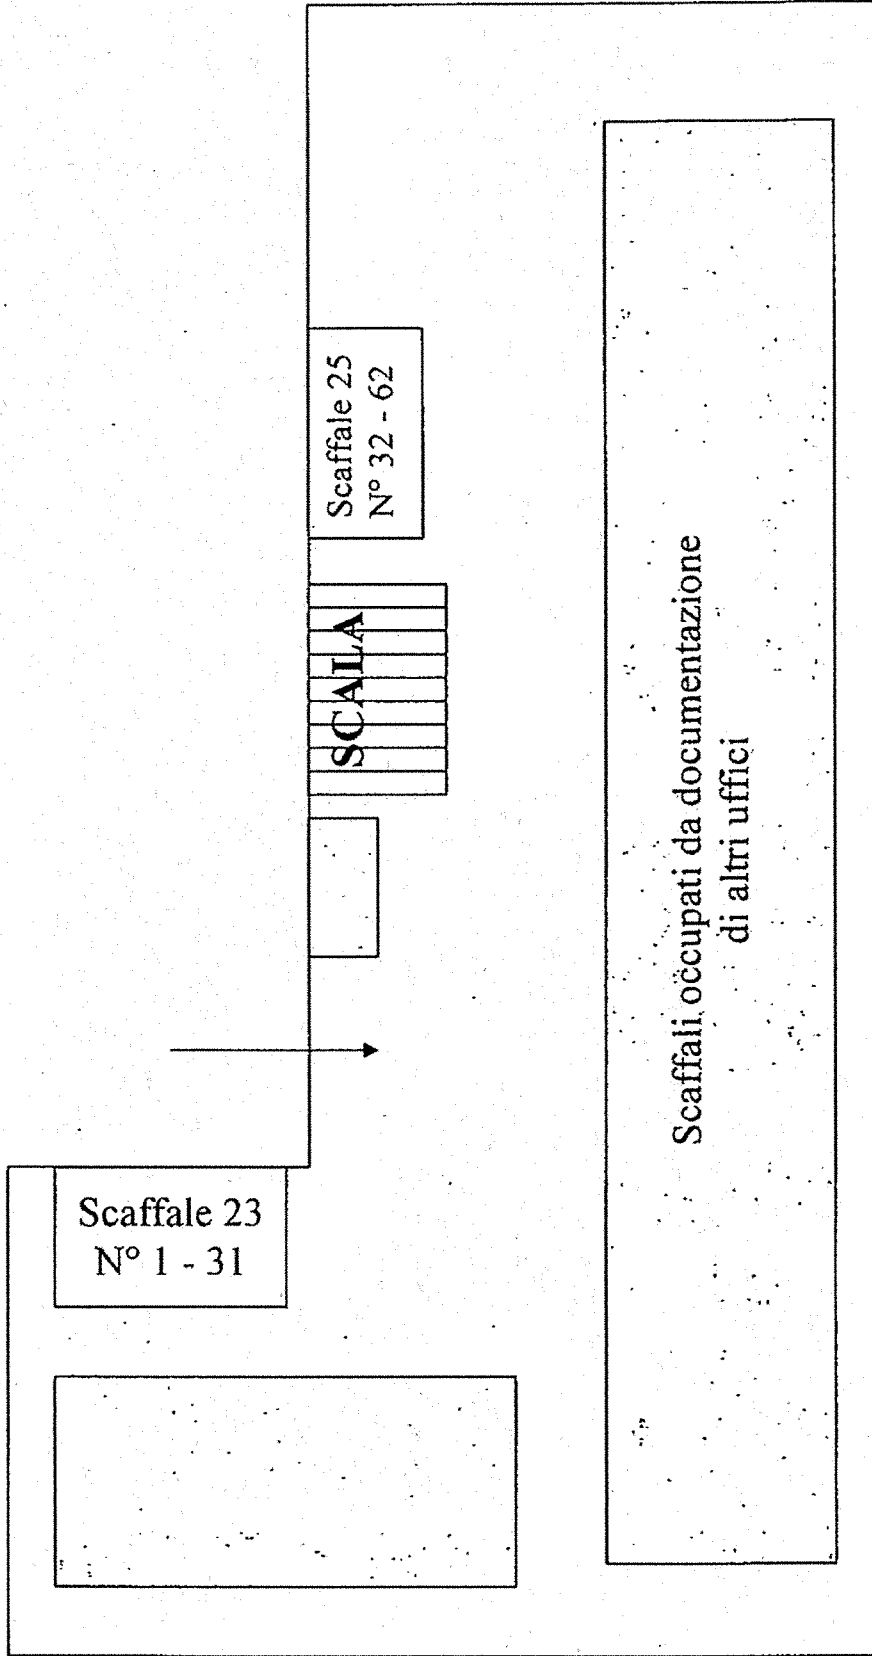 Scaffale 25
N° 32 - 62
SCALA
Scaffale 23
N° 1 - 31
Scaffali occupati da documentazione
di altri uffici